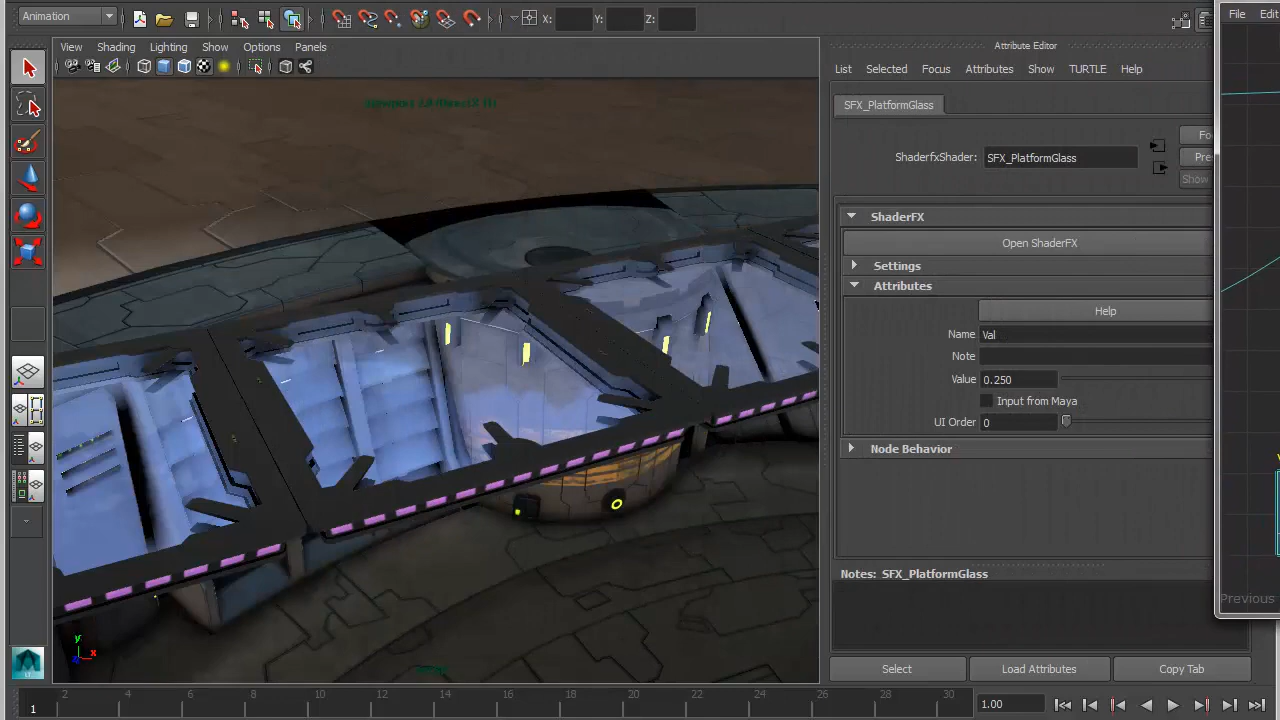 Animation
X:
Y:
Z:
File Edit
View Shading Lighting Show Options Panels
Attribute Editor
List Selected Focus Attributes Show TURTLE Help
SFX_PlatformGlass
ShaderfxShader: SFX_PlatformGlass
Foc
Pre
Show
ShaderFX
Open ShaderFX
Settings
Attributes
Help
Name Val
Note
Value 0.250
Input from Maya
UI Order 0
Node Behavior
Notes: SFX_PlatformGlass
Previous
Select Load Attributes Copy Tab
y
x
z
2 4 6 8 10 12 14 16 18 20 22 24 26 28 30
1
1.00